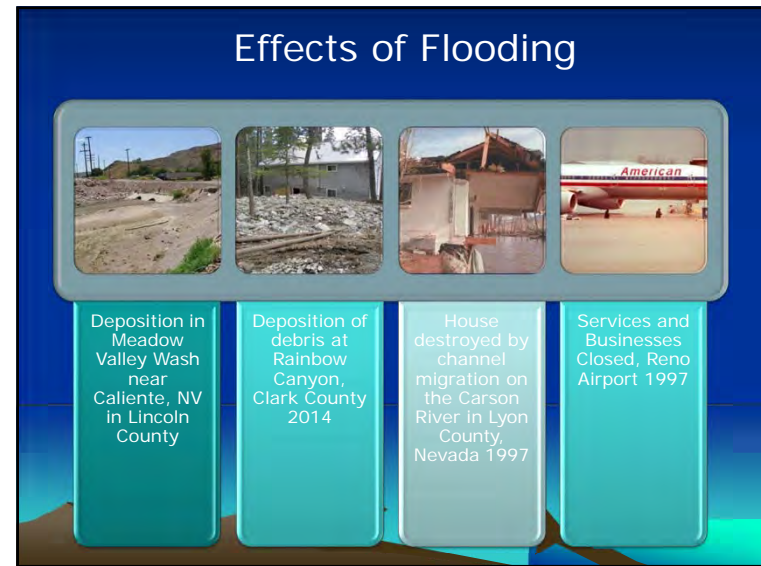 Effects of Flooding
American
Deposition in
Meadow
Valley Wash
near
Caliente, NV
in Lincoln
County
Deposition of
debris at
Rainbow
Canyon,
Clark County
2014
House
destroyed by
channel
migration on
the Carson
River in Lyon
County,
Nevada 1997
Services and
Businesses
Closed, Reno
Airport 1997